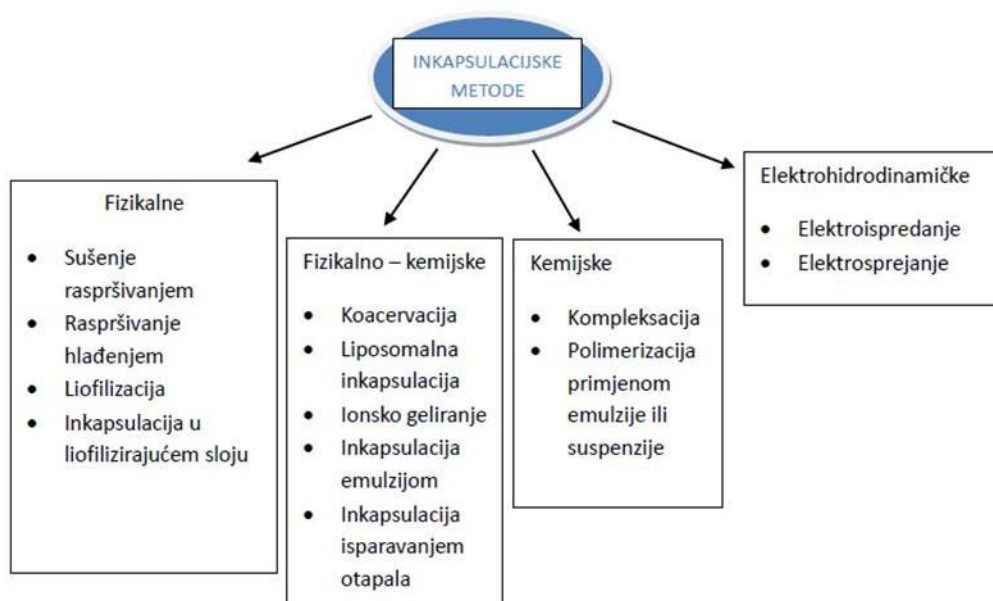 INKAPSULACIJSKE
METODE
Fizikalne
Sušenje
raspršivanjem
Raspršivanje
hlađenjem
Liofilizacija
Inkapsulacija u
liofilizirajućem sloju
Fizikalno – kemijske
Koacervacija
Liposomalna
inkapsulacija
Ionsko geliranje
Inkapsulacija
emulzijom
Inkapsulacija
isparavanjem
otapala
Kemijske
Kompleksacija
Polimerizacija
primjenom
emulzije ili
suspenzije
Elektrohidrodinamičke
Elektroispredanje
Elektrosprejanje